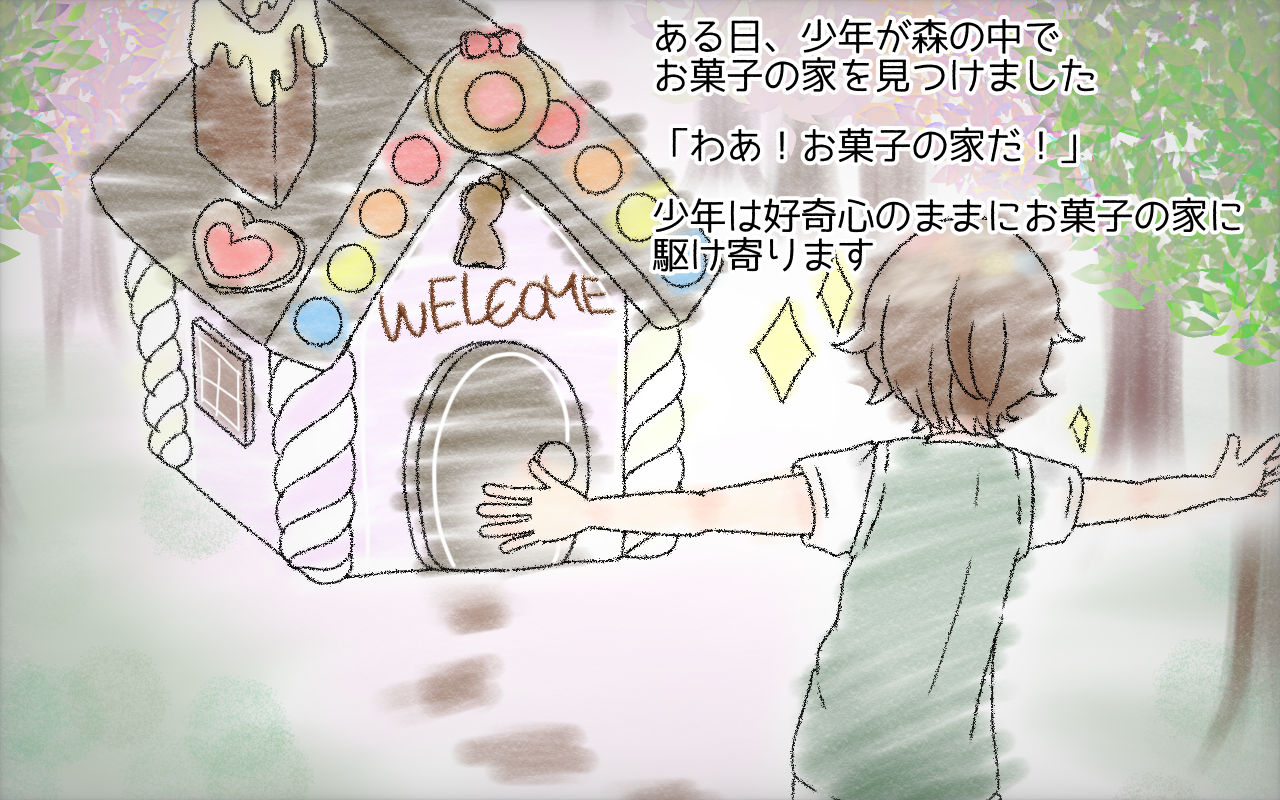 ある日、少年が森の中で
お菓子の家を見つけました
「わあ！お菓子の家だ！」
少年は好奇心のままにお菓子の家に
駆け寄ります
WELCOME